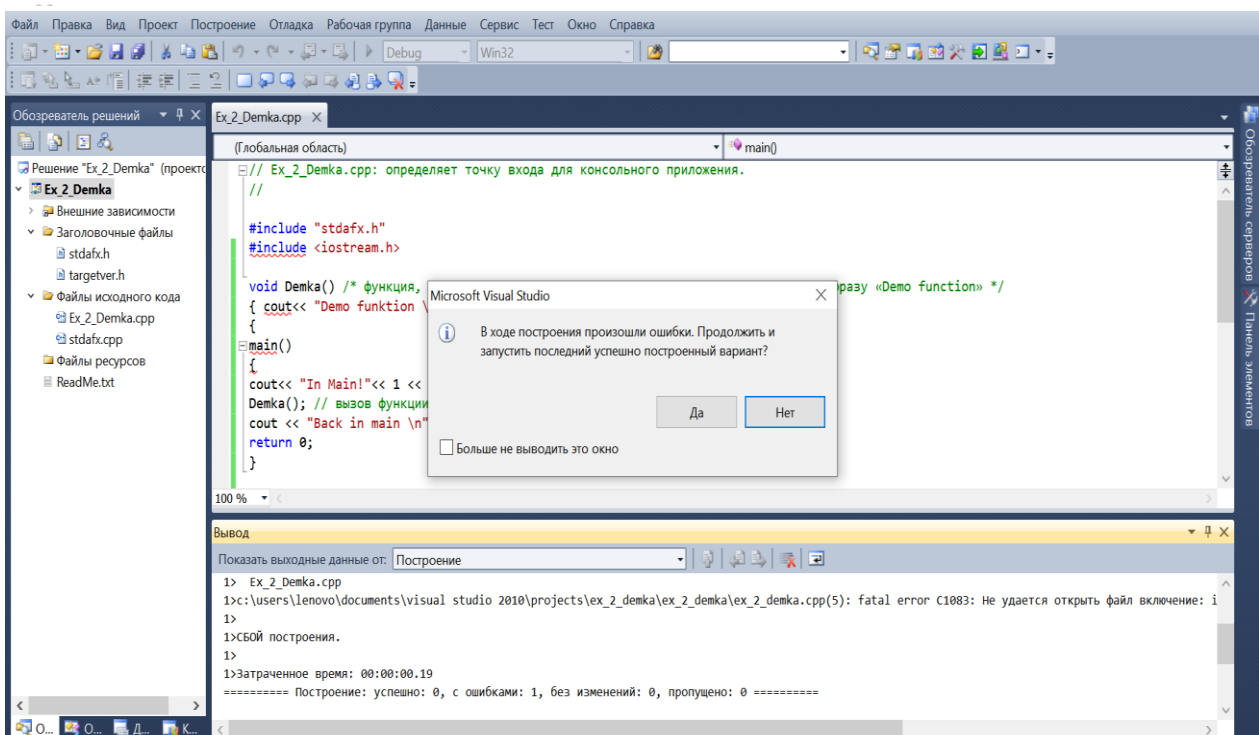 Файл Правка Вид Проект Построение Отладка Рабочая группа Данные Сервис Тест Окно Справка
Debug Win32
Обозреватель решений
Решение "Ex_2_Demka" (проекто
Ex_2_Demka
Внешние зависимости
Заголовочные файлы
stdafx.h
targetver.h
Файлы исходного кода
Ex_2_Demka.cpp
stdafx.cpp
Файлы ресурсов
ReadMe.txt
О... О... Д... К...
Ex_2_Demka.cpp
(Глобальная область) main()
// Ex_2_Demka.cpp: определяет точку входа для консольного приложения.
//
#include "stdafx.h"
#include <iostream.h>
void Demka() /* функция, разу «Demo function» */
{ cout<< "Demo funktion \
{
main()
{
cout<< "In Main!"<< 1 <<
Demka(); // вызов функции
cout << "Back in main \n"
return 0;
}
100 %
Microsoft Visual Studio
В ходе построения произошли ошибки. Продолжить и
запустить последний успешно построенный вариант?
Да Нет
Больше не выводить это окно
Вывод
Показать выходные данные от: Построение
1> Ex_2_Demka.cpp
1>c:\users\lenovo\documents\visual studio 2010\projects\ex_2_demka\ex_2_demka\ex_2_demka.cpp(5): fatal error C1083: Не удается открыть файл включение: i
1>
1>СБОЙ построения.
1>
1>Затраченное время: 00:00:00.19
========== Построение: успешно: 0, с ошибками: 1, без изменений: 0, пропущено: 0 ==========
Обозреватель серверов
Панель элементов